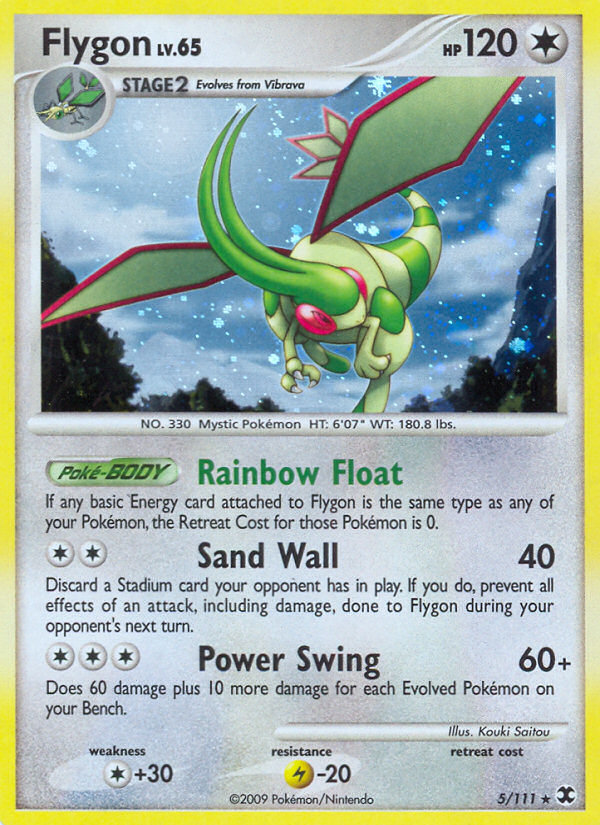 Flygon LV.65
HP 120
STAGE2 Evolves from Vibrava
NO. 330 Mystic Pokémon HT: 6'07" WT: 180.8 lbs.
Poké-BODY Rainbow Float
If any basic Energy card attached to Flygon is the same type as any of
your Pokémon, the Retreat Cost for those Pokémon is 0.
Sand Wall 40
Discard a Stadium card your opponent has in play. If you do, prevent all
effects of an attack, including damage, done to Flygon during your
opponent's next turn.
Power Swing 60+
Does 60 damage plus 10 more damage for each Evolved Pokémon on
your Bench.
Illus. Kouki Saitou
weakness resistance retreat cost
+30 -20
©2009 Pokémon/Nintendo 5/111 ★